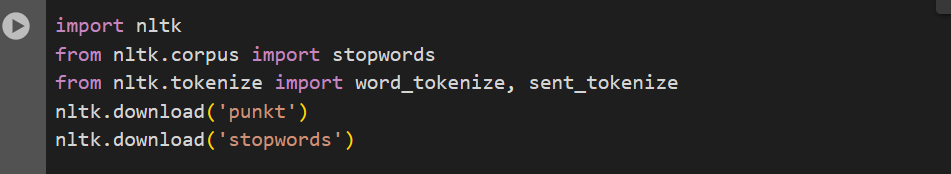 import nltk
from nltk.corpus import stopwords
from nltk.tokenize import word_tokenize, sent_tokenize
nltk.download('punkt')
nltk.download('stopwords')